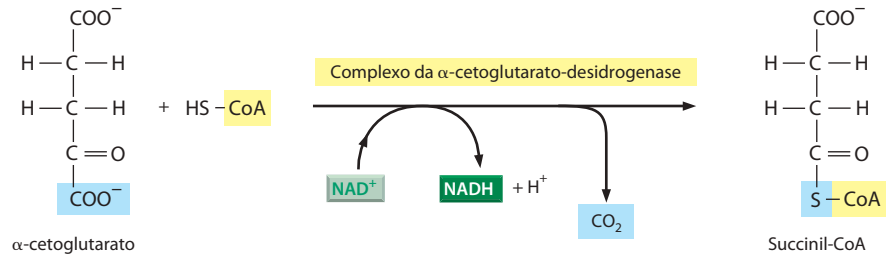 COO⁻ COO⁻
H—C—H Complexo da α-cetoglutarato-desidrogenase H—C—H
H—C—H + HS—CoA H—C—H
C=O C=O
COO⁻ NAD⁺ NADH + H⁺ S—CoA
CO₂
α-cetoglutarato Succinil-CoA